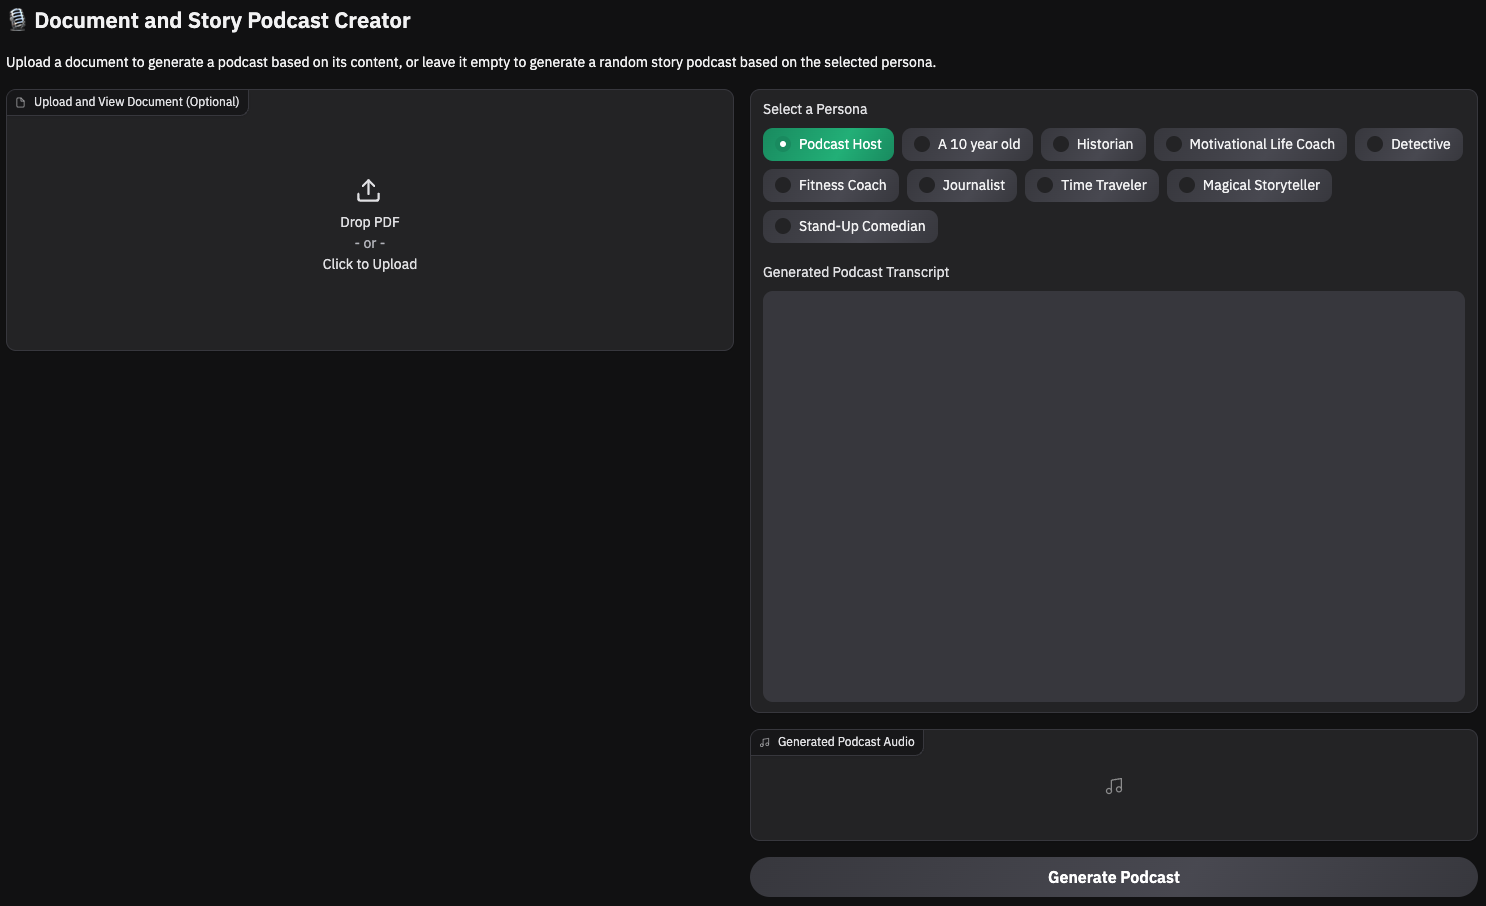 Document and Story Podcast Creator
Upload a document to generate a podcast based on its content, or leave it empty to generate a random story podcast based on the selected persona.
Upload and View Document (Optional)
Drop PDF
- or -
Click to Upload
Select a Persona
Podcast Host
A 10 year old
Historian
Motivational Life Coach
Detective
Fitness Coach
Journalist
Time Traveler
Magical Storyteller
Stand-Up Comedian
Generated Podcast Transcript
Generated Podcast Audio
Generate Podcast